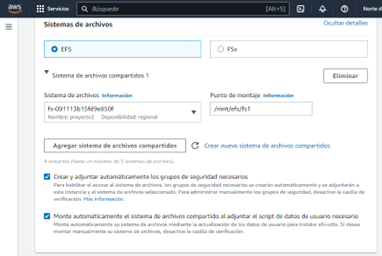 aws
Servicios
Búsqueda
[Alt+S]
Norte d
Sistemas de archivos
Ocultar detalles
EFS
FSx
Sistema de archivos compartidos 1
Eliminar
Sistema de archivos Información
Punto de montaje Información
fs-091113b15fd9e850f
Nombre: proyecto2 Disponibilidad regional
/mnt/efs/fs1
Agregar sistema de archivos compartidos
Crear nuevo sistema de archivos compartidos
4 restantes (hasta un máximo de 5 sistemas de archivos).
Crear y adjuntar automáticamente los grupos de seguridad necesarios
Para habilitar el acceso al sistema de archivos, los grupos de seguridad necesarios se crearán automáticamente y se adjuntarán a
esta instancia y al sistema de archivos seleccionado. Para administrar manualmente los grupos de seguridad, desactive la casilla de
verificación. Más información.
Monte automáticamente el sistema de archivos compartido al adjuntar el script de datos de usuario necesario
Monte automáticamente su sistema de archivos mediante la actualización de los datos de usuario para instalar efs-utils. Si desea
montar manualmente su sistema de archivos, desactive la casilla de verificación.